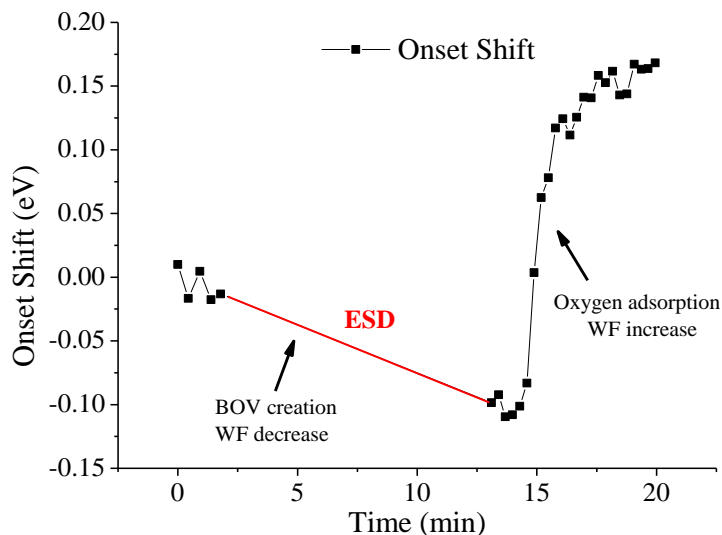 0.20
Onset Shift
0.15
0.10
0.05
0.00
-0.05
-0.10
-0.15
Onset Shift (eV)
Oxygen adsorption
WF increase
ESD
BOV creation
WF decrease
0
5
10
15
20
Time (min)